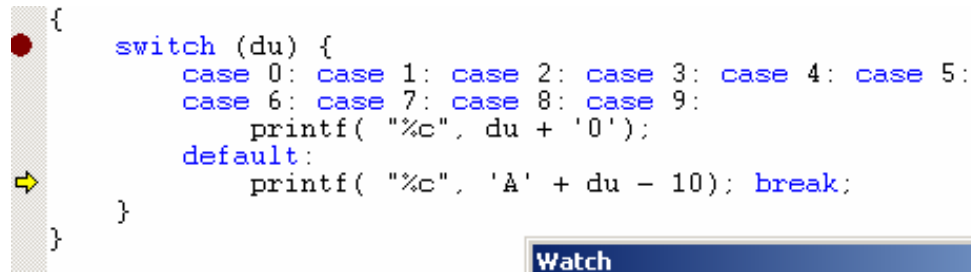 {
switch (du) {
case 0: case 1: case 2: case 3: case 4: case 5:
case 6: case 7: case 8: case 9:
printf( "%c", du + '0');
default:
printf( "%c", 'A' + du - 10); break;
}
}
Watch